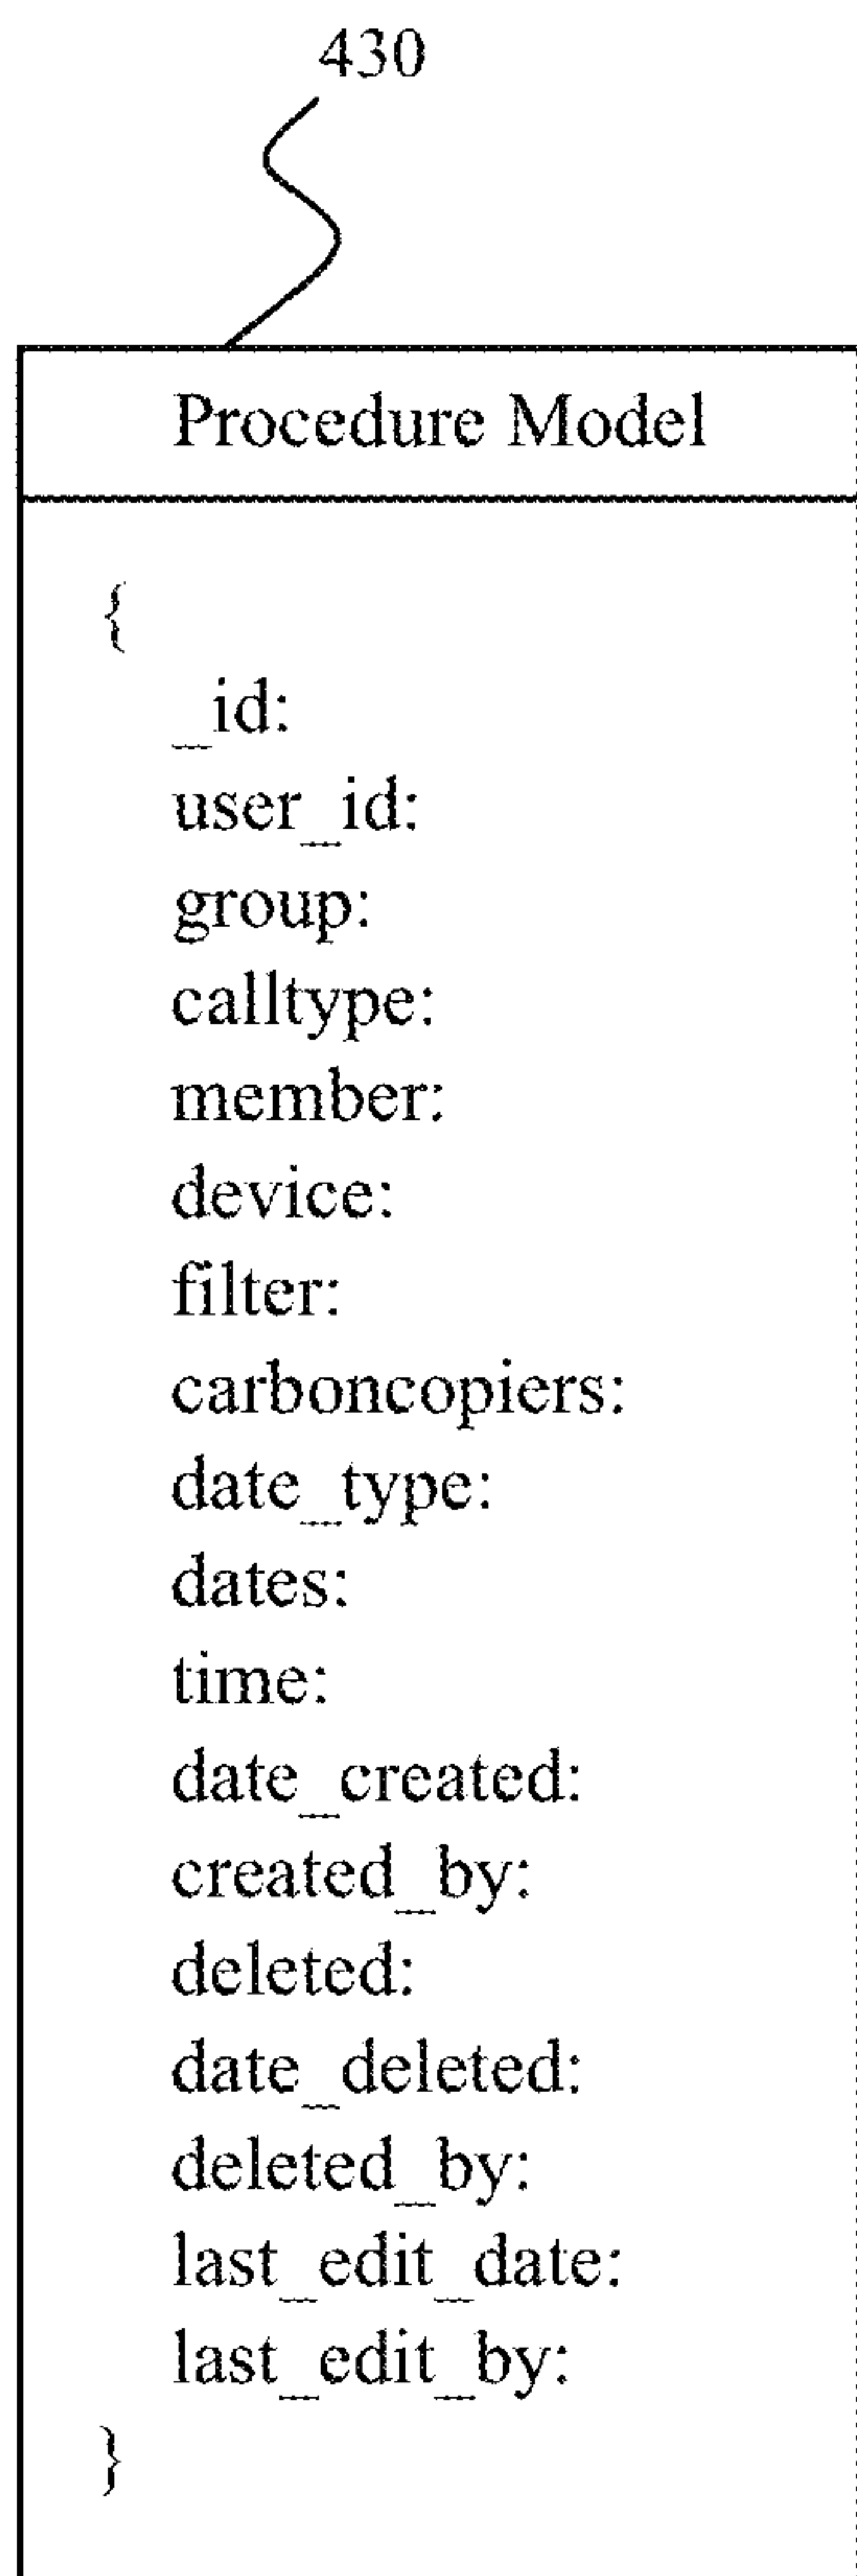 430
Procedure Model
{
_id:
user_id:
group:
calltype:
member:
device:
filter:
carboncopiers:
date_type:
dates:
time:
date_created:
created_by:
deleted:
date_deleted:
deleted_by:
last_edit_date:
last_edit_by:
}